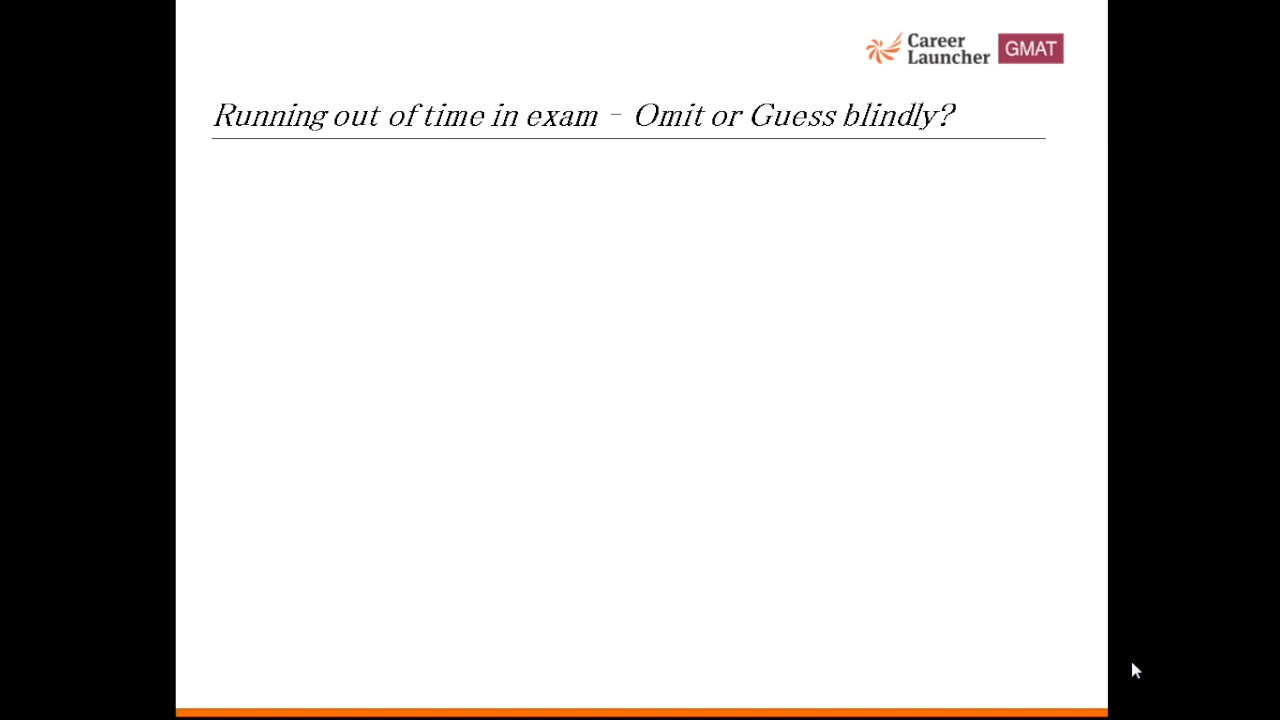 Career
Launcher
GMAT
Running out of time in exam - Omit or Guess blindly?